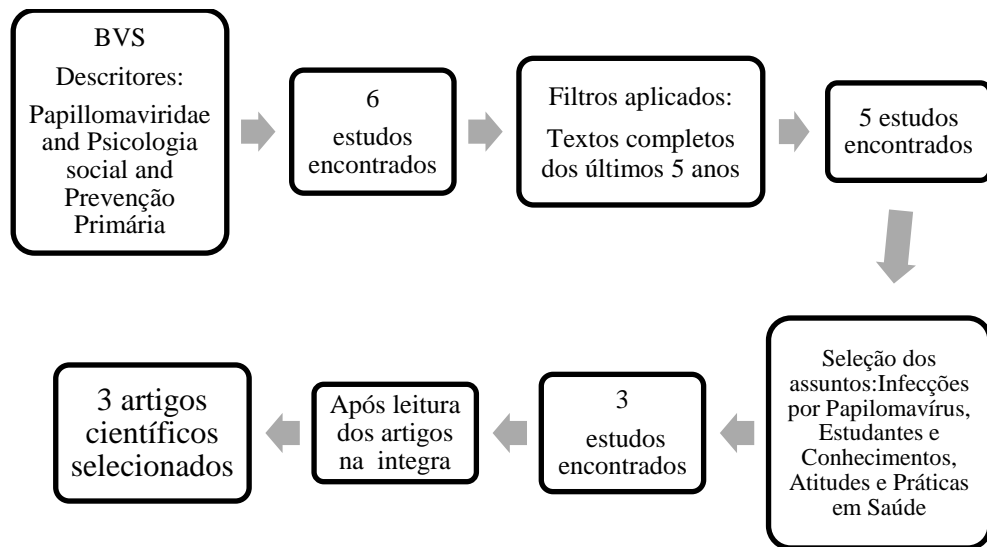 BVS
Descritores:
Papillomaviridae
and Psicologia
social and
Prevenção
Primária
6
estudos
encontrados
Filtros aplicados:
Textos completos
dos últimos 5 anos
5 estudos
encontrados
Seleção dos
assuntos:Infecções
por Papilomavírus,
Estudantes e
Conhecimentos,
Atitudes e Práticas
em Saúde
3
estudos
encontrados
Após leitura
dos artigos
na integra
3 artigos
científicos
selecionados